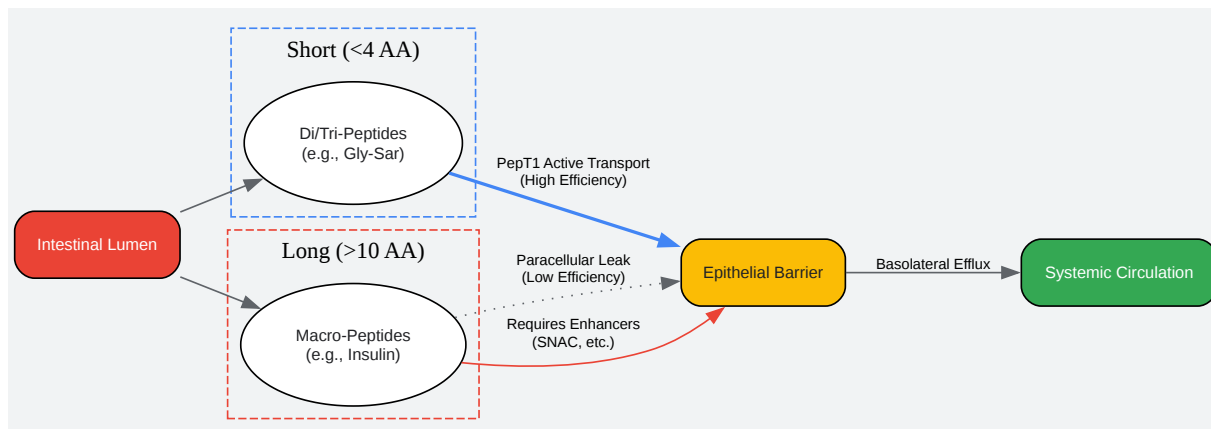 Short (<4 AA)
Di/Tri-Peptides
(e.g., Gly-Sar)
PepT1 Active Transport
(High Efficiency)
Intestinal Lumen
Long (>10 AA)
Macro-Peptides
(e.g., Insulin)
Paracellular Leak
(Low Efficiency)
Requires Enhancers
(SNAC, etc.)
Epithelial Barrier
Basolateral Efflux
Systemic Circulation